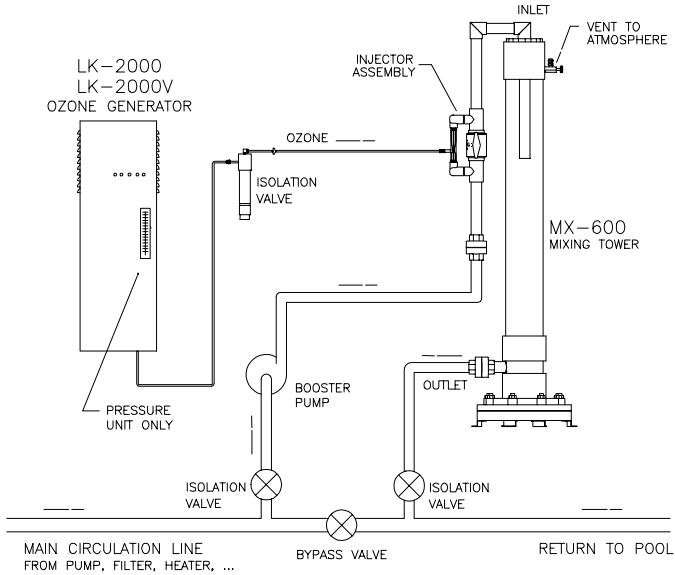 INLET
VENT TO
ATMOSPHERE
INJECTOR
ASSEMBLY
LK-2000
LK-2000V
OZONE GENERATOR
OZONE
ISOLATION
VALVE
MX-600
MIXING TOWER
BOOSTER
PUMP
OUTLET
PRESSURE
UNIT ONLY
ISOLATION
VALVE
ISOLATION
VALVE
BYPASS VALVE
MAIN CIRCULATION LINE
FROM PUMP, FILTER, HEATER, ...
RETURN TO POOL